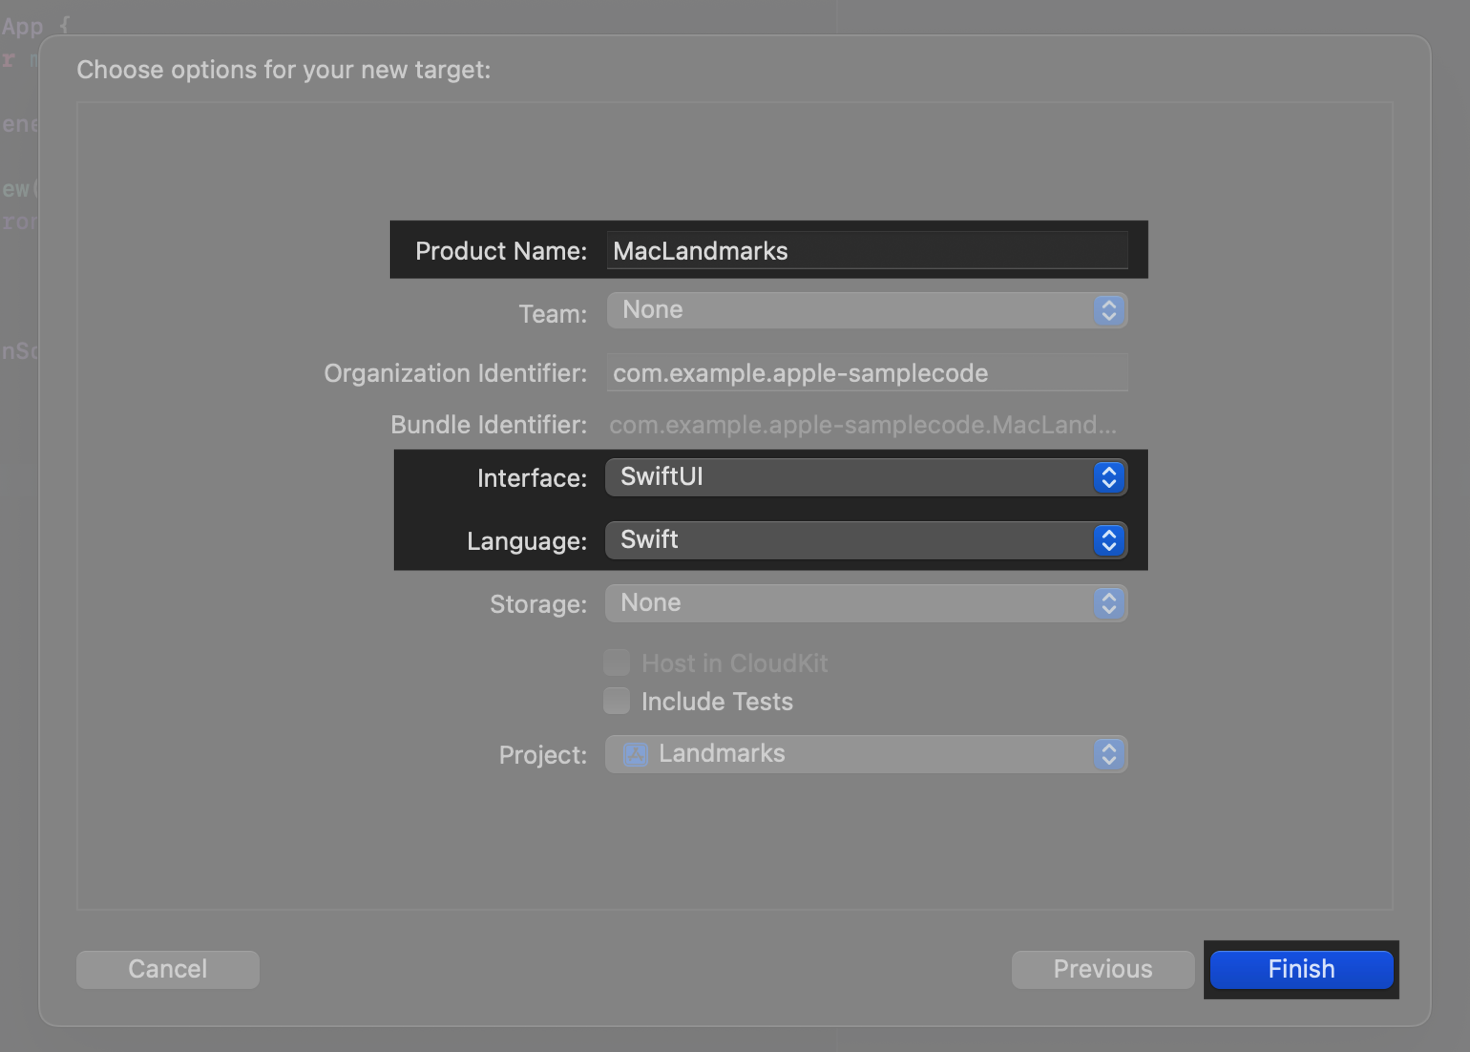 App {
r
Choose options for your new target:
ene
ew(
ron
nSc
Product Name: MacLandmarks
Team: None
Organization Identifier: com.example.apple-samplecode
Bundle Identifier: com.example.apple-samplecode.MacLand...
Interface: SwiftUI
Language: Swift
Storage: None
Host in CloudKit
Include Tests
Project: Landmarks
Cancel Previous Finish